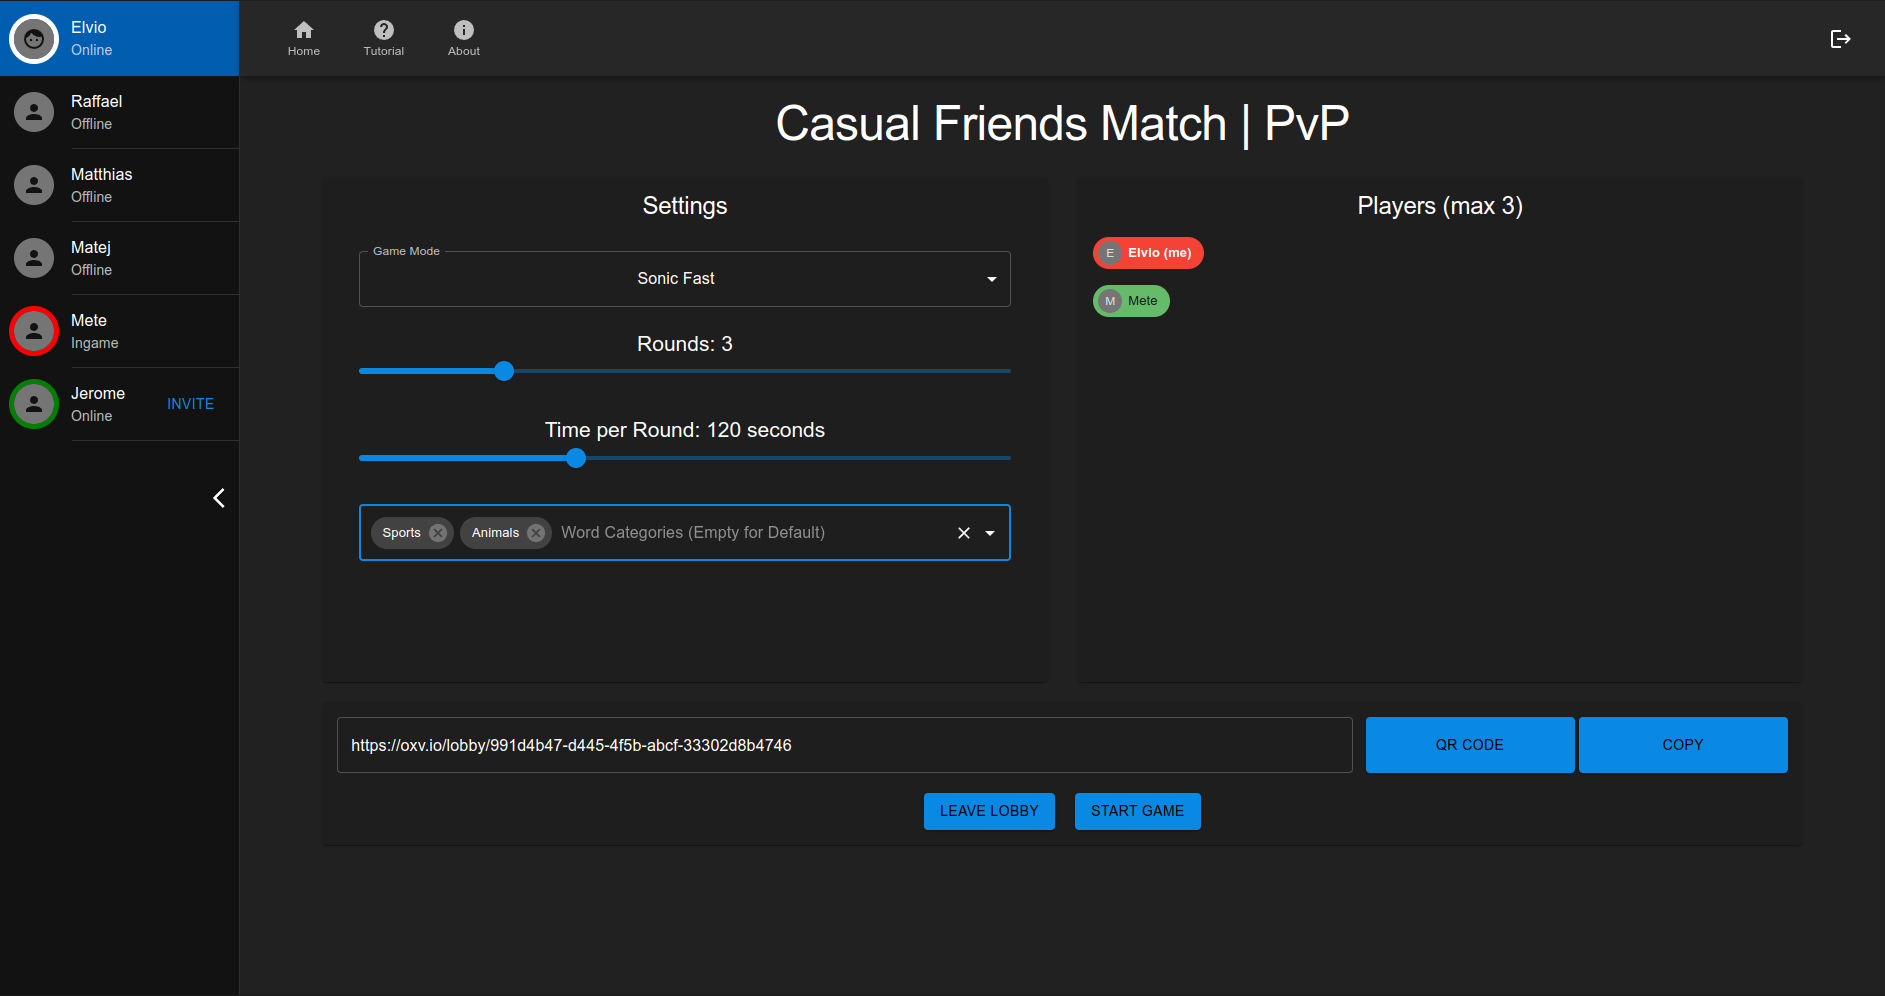 Elvio
Online
Home
Tutorial
About
Raffael
Offline
Matthias
Offline
Matej
Offline
Mete
Ingame
Jerome
Online
INVITE
Casual Friends Match | PvP
Settings
Game Mode
Sonic Fast
Rounds: 3
Time per Round: 120 seconds
Sports Animals Word Categories (Empty for Default)
Players (max 3)
E Elvio (me)
M Mete
https://oxv.io/lobby/991d4b47-d445-4f5b-abcf-33302d8b4746
QR CODE
COPY
LEAVE LOBBY
START GAME